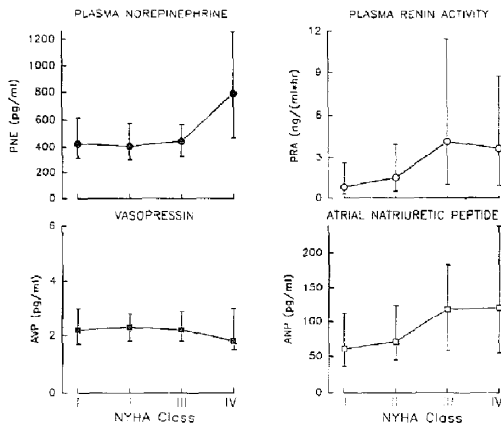 PLASMA NOREPINEPHRINE
1200
1000
800
600
400
200
0
PNE (pg/ml)
PLASMA RENIN ACTIVITY
12
9
6
3
0
PRA (ng/(ml•hr)
VASOPRESSIN
6
4
2
0
AVP (pg/ml)
I
II
III
IV
NYHA Class
ATRIAL NATRIURETIC PEPTIDE
200
150
100
50
0
ANP (pg/ml)
I
II
III
IV
NYHA Class